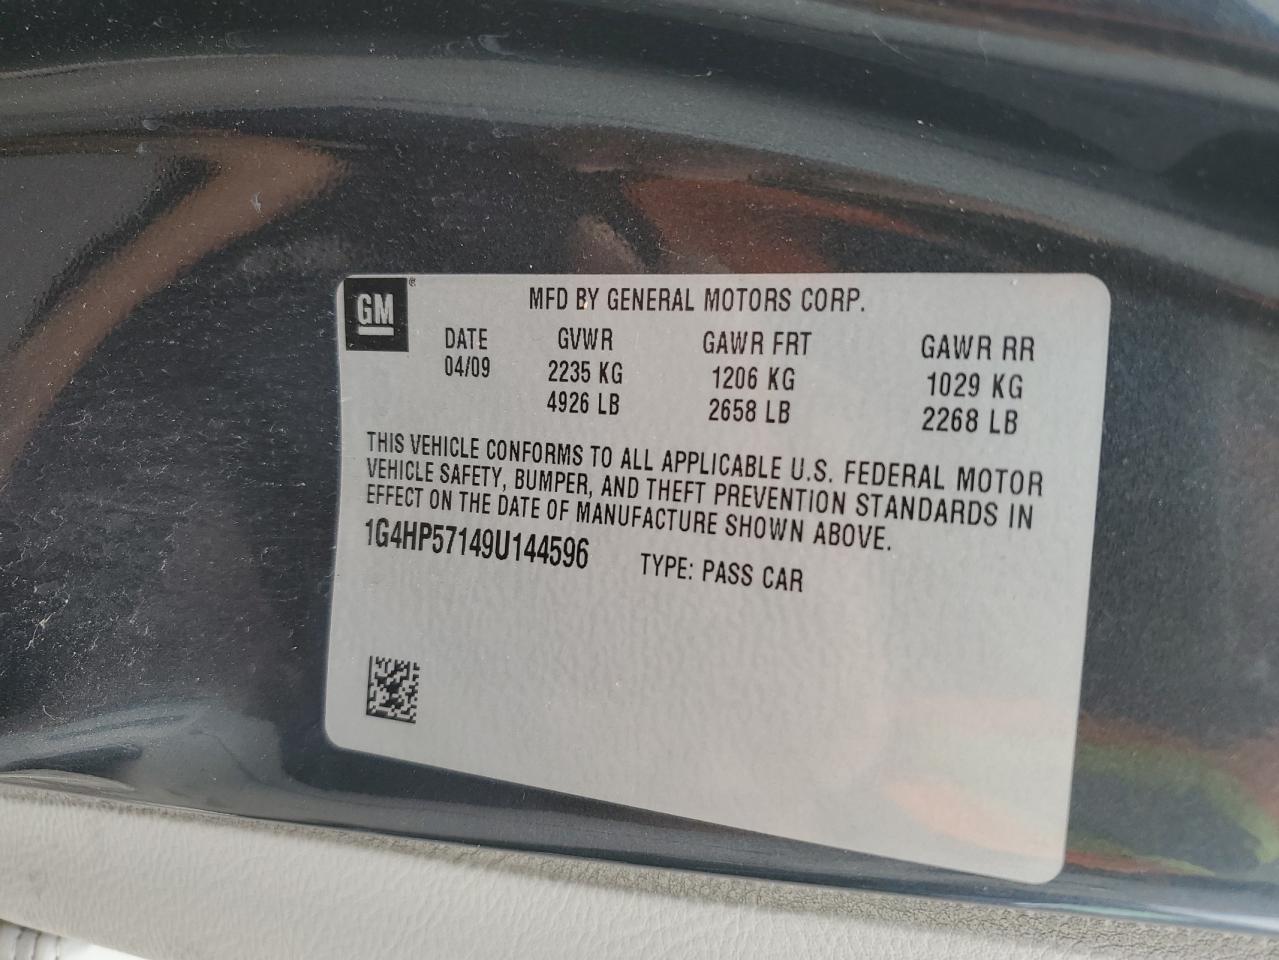 GM®
MFD BY GENERAL MOTORS CORP.
DATE GVWR GAWR FRT GAWR RR
04/09 2235 KG 1206 KG 1029 KG
4926 LB 2658 LB 2268 LB
THIS VEHICLE CONFORMS TO ALL APPLICABLE U.S. FEDERAL MOTOR
VEHICLE SAFETY, BUMPER, AND THEFT PREVENTION STANDARDS IN
EFFECT ON THE DATE OF MANUFACTURE SHOWN ABOVE.
1G4HP57149U144596 TYPE: PASS CAR